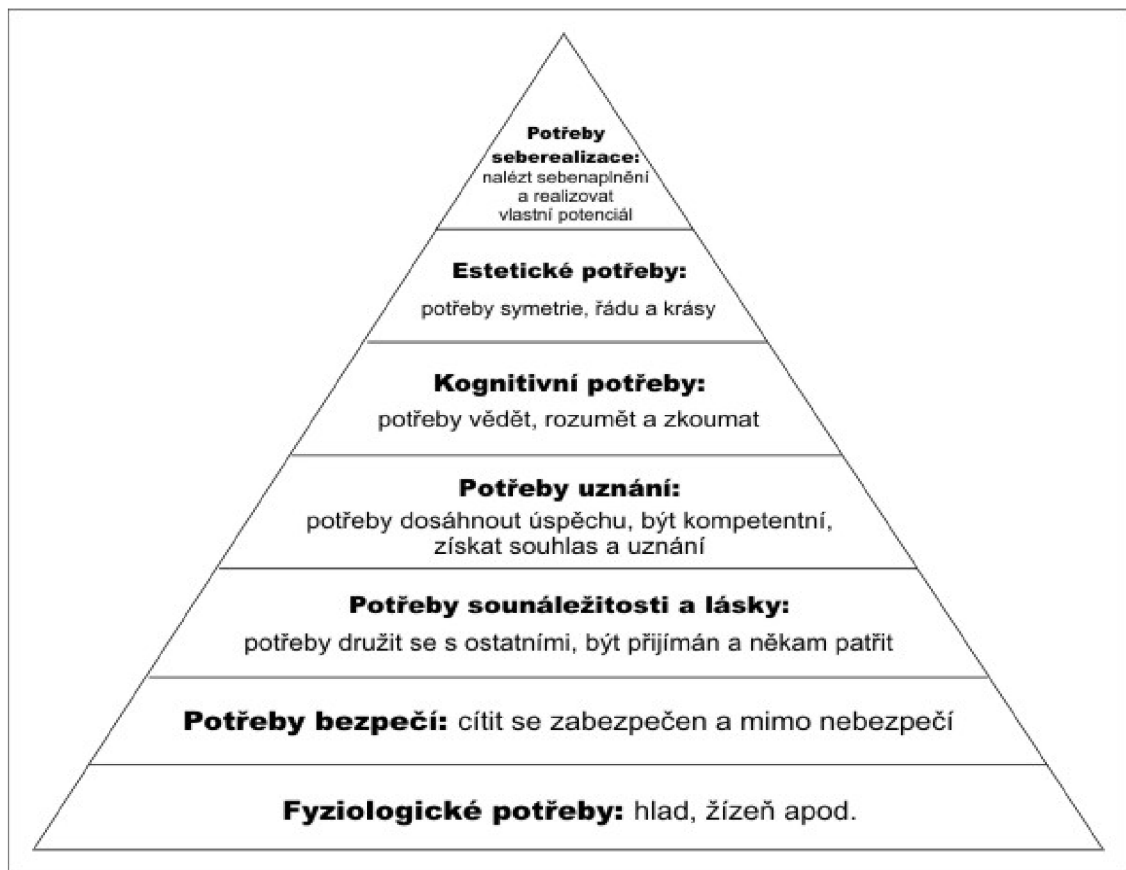 Potřeby
seberealizace:
nalézt sebenaplnění
a realizovat
vlastní potenciál
Estetické potřeby:
potřeby symetrie, řádu a krásy
Kognitivní potřeby:
potřeby vědět, rozumět a zkoumat
Potřeby uznání:
potřeby dosáhnout úspěchu, být kompetentní,
získat souhlas a uznání
Potřeby sounáležitosti a lásky:
potřeby družit se s ostatními, být přijímán a někam patřit
Potřeby bezpečí: cítit se zabezpečen a mimo nebezpečí
Fyziologické potřeby: hlad, žízeň apod.